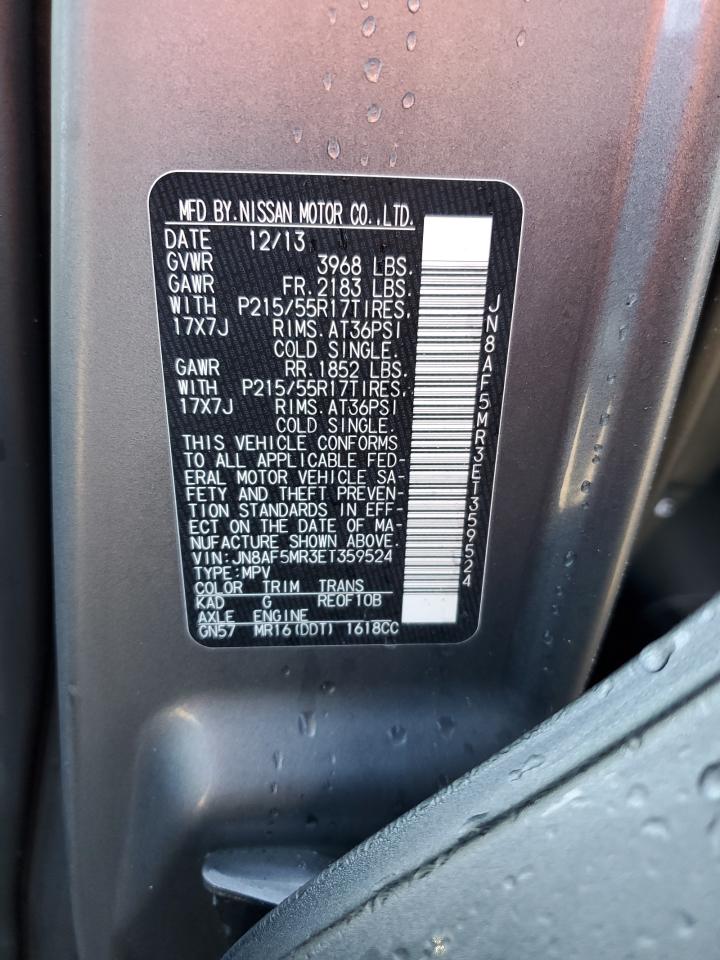 MFD BY.NISSAN MOTOR CO.,LTD.
DATE 12/13
GVWR 3968 LBS.
GAWR FR.2183 LBS.
WITH P215/55R17TIRES,
17X7J RIMS.AT36PSI
COLD SINGLE.
GAWR RR.1852 LBS.
WITH P215/55R17TIRES,
17X7J RIMS.AT36PSI
COLD SINGLE.
THIS VEHICLE CONFORMS
TO ALL APPLICABLE FED-
ERAL MOTOR VEHICLE SA-
FETY AND THEFT PREVEN-
TION STANDARDS IN EFF-
ECT ON THE DATE OF MA-
NUFACTURE SHOWN ABOVE.
VIN:JN8AF5MR3ET359524
TYPE:MPV
COLOR TRIM TRANS
KAD G RE0F10B
AXLE ENGINE
GN57 MR16(DDT) 1618CC
JN8AF5MR3ET359524